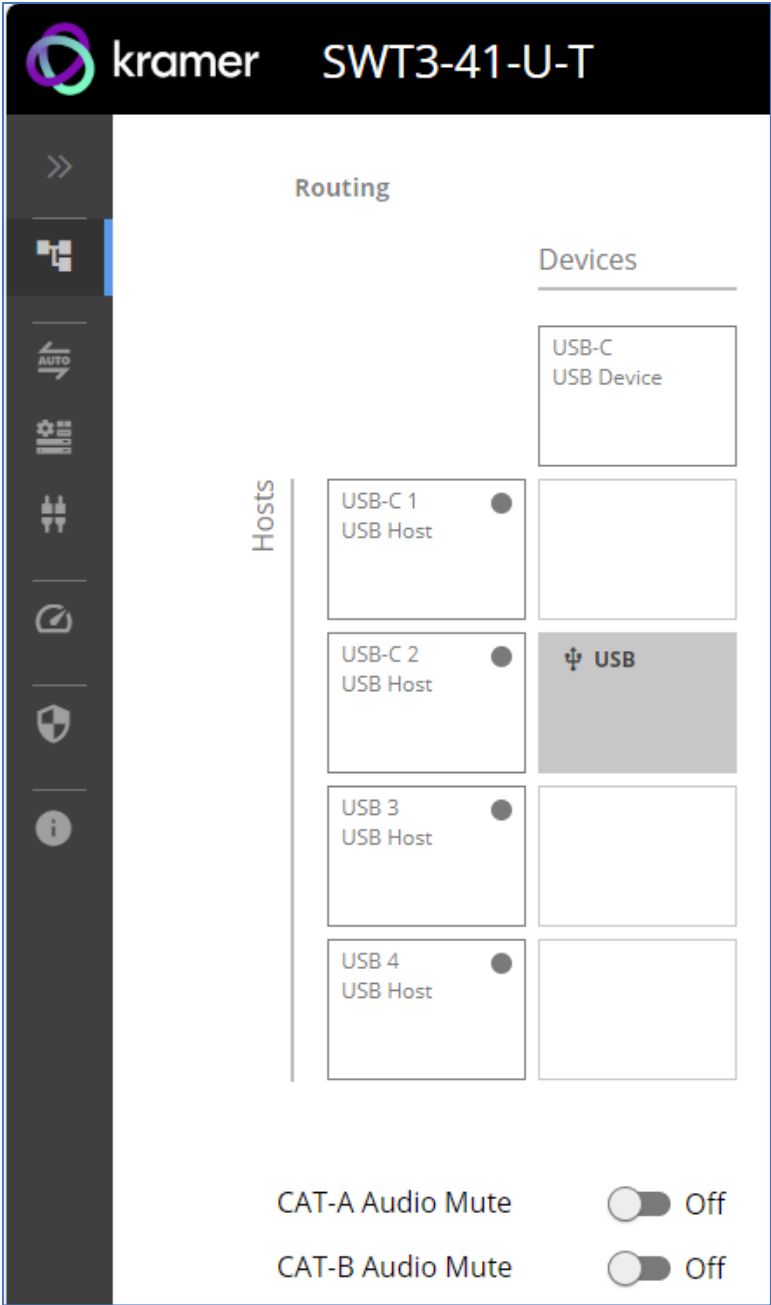 kramer SWT3-41-U-T
Routing
Devices
USB-C
USB Device
Hosts
USB-C 1
USB Host
USB-C 2
USB Host
USB
USB 3
USB Host
USB 4
USB Host
AUTO
CAT-A Audio Mute Off
CAT-B Audio Mute Off